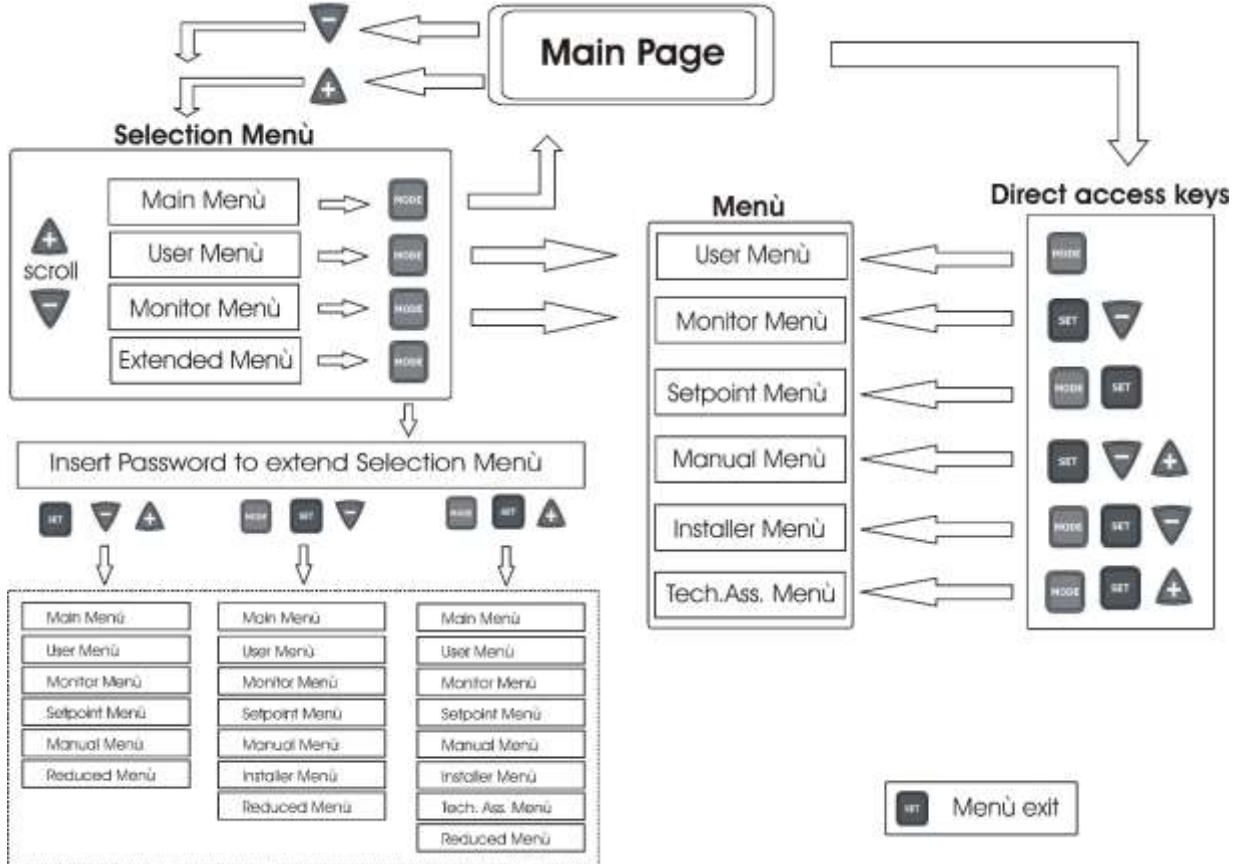 Main Page
Selection Menù
Main Menù
MODE
User Menù
MODE
scroll
Monitor Menù
MODE
Extended Menù
MODE
Insert Password to extend Selection Menù
SET
MODE SET
MODE SET
Main Menù
User Menù
Monitor Menù
Setpoint Menù
Manual Menù
Reduced Menù
Main Menù
User Menù
Monitor Menù
Setpoint Menù
Manual Menù
Installer Menù
Reduced Menù
Main Menù
User Menù
Monitor Menù
Setpoint Menù
Manual Menù
Installer Menù
Tech. Ass. Menù
Reduced Menù
Menù
User Menù
Monitor Menù
Setpoint Menù
Manual Menù
Installer Menù
Tech.Ass. Menù
Direct access keys
MODE
SET −
MODE SET
SET − +
MODE SET −
MODE SET +
SET Menù exit